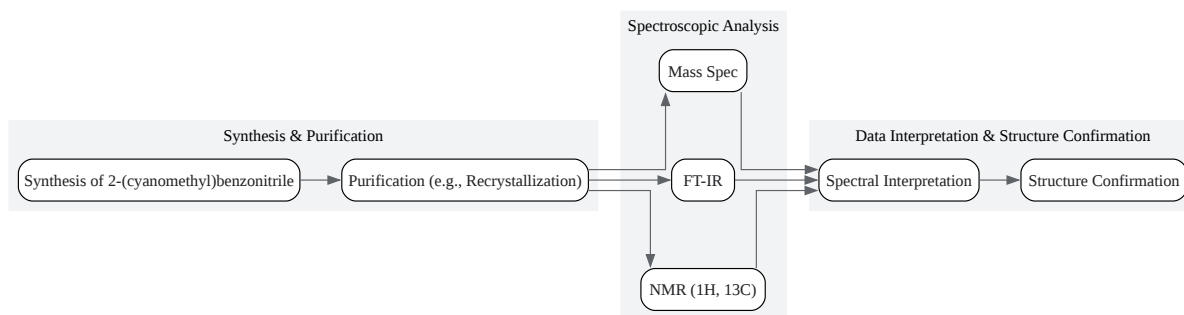 Synthesis & Purification
Synthesis of 2-(cyanomethyl)benzonitrile
Purification (e.g., Recrystallization)
Spectroscopic Analysis
Mass Spec
FT-IR
NMR (1H, 13C)
Data Interpretation & Structure Confirmation
Spectral Interpretation
Structure Confirmation